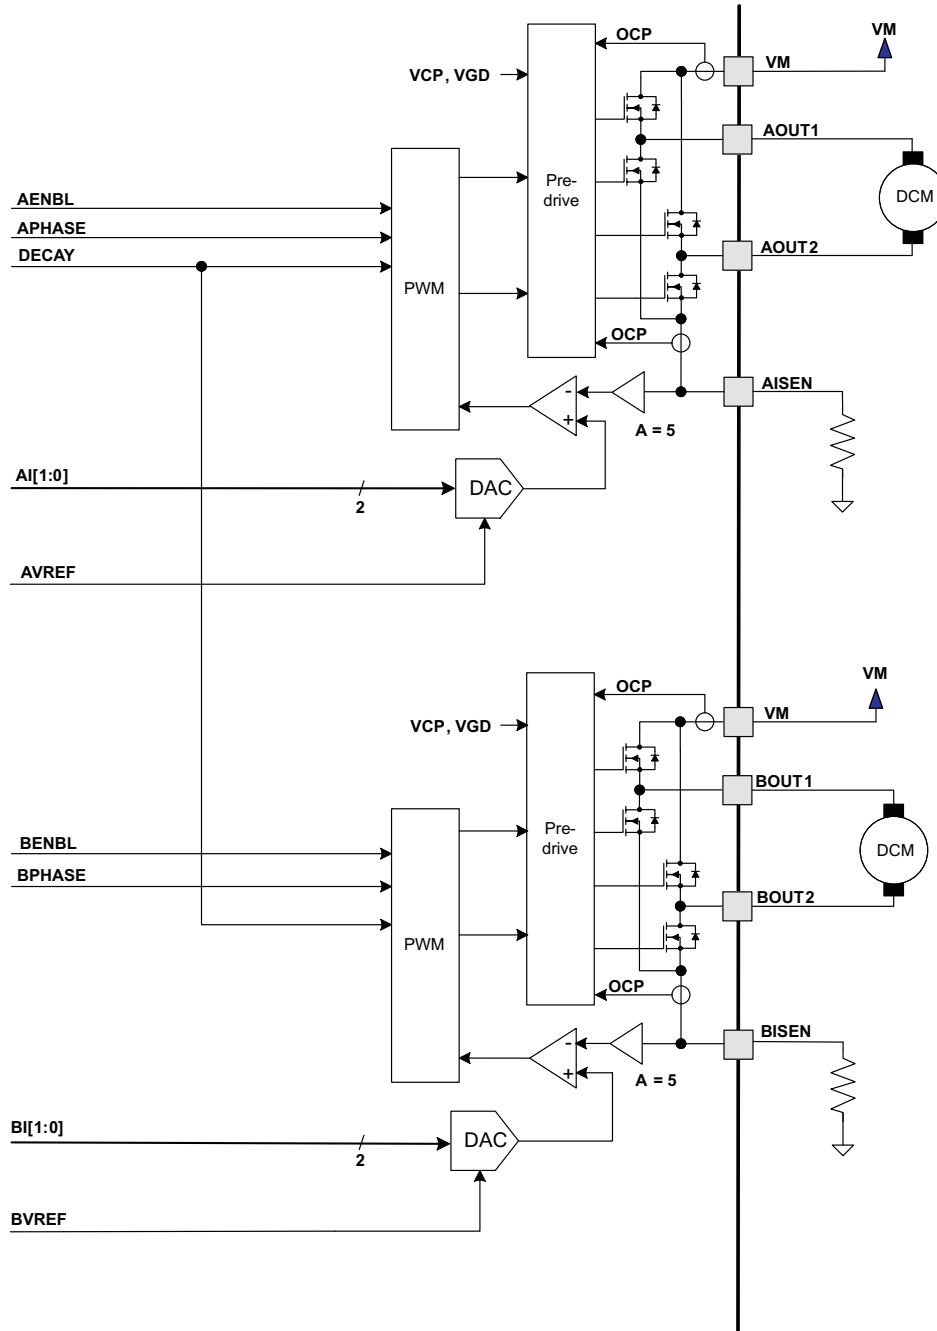 OCP
VM
VCP, VGD
VM
AOUT1
Pre-
drive
DCM
AENBL
APHASE
DECAY
AOUT2
PWM
OCP
-
+
AISEN
A = 5
AI[1:0]
2
DAC
AVREF
OCP
VM
VCP, VGD
VM
BOUT1
Pre-
drive
DCM
BENBL
BPHASE
BOUT2
PWM
OCP
-
+
BISEN
A = 5
BI[1:0]
2
DAC
BVREF